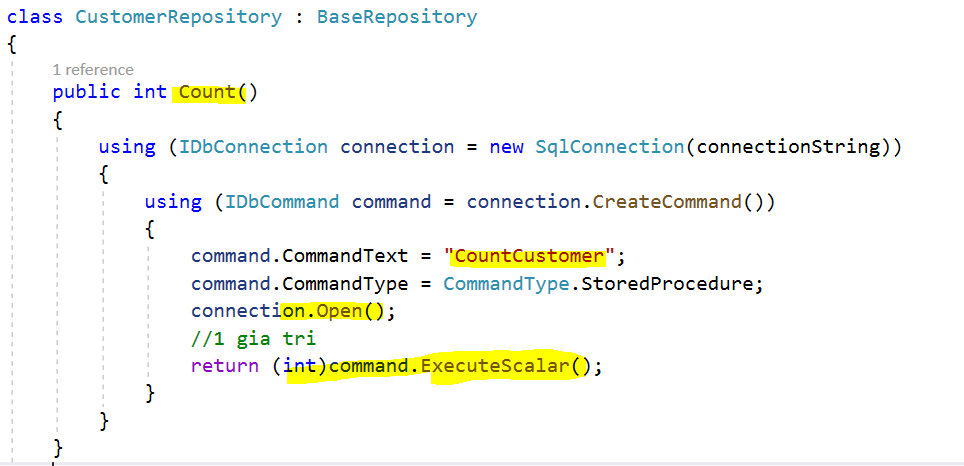 class CustomerRepository : BaseRepository
{
1 reference
public int Count()
{
using (IDbConnection connection = new SqlConnection(connectionString))
{
using (IDbCommand command = connection.CreateCommand())
{
command.CommandText = "CountCustomer";
command.CommandType = CommandType.StoredProcedure;
connection.Open();
//1 gia tri
return (int)command.ExecuteScalar();
}
}
}